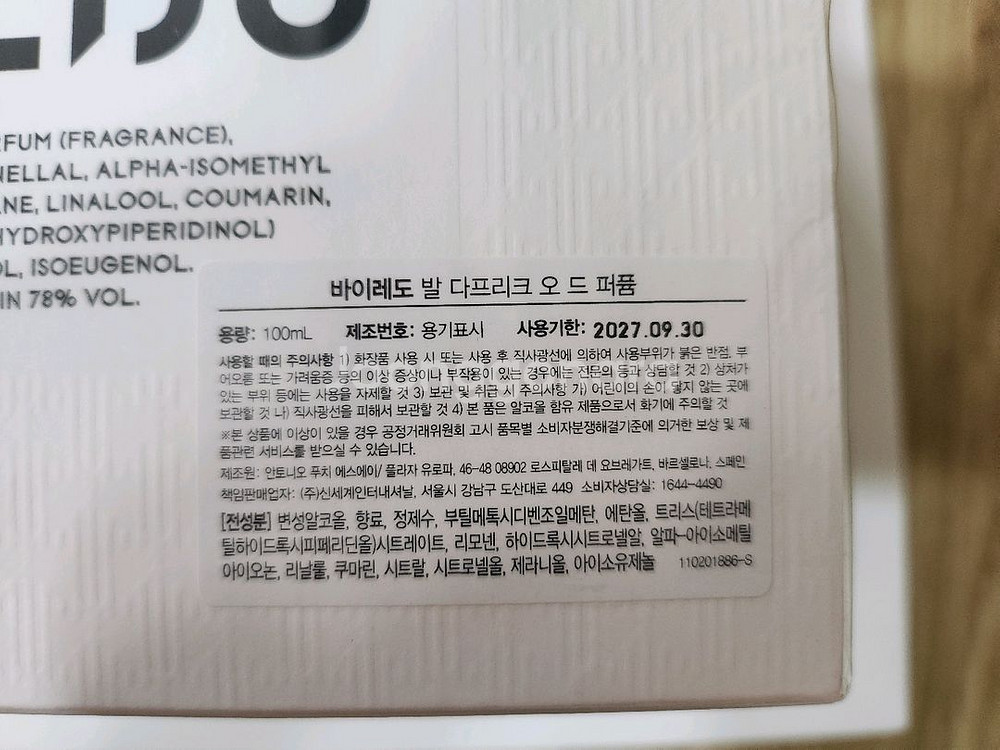 RFUM (FRAGRANCE),
NELLAL, ALPHA-ISOMETHYL
NE, LINALOOL, COUMARIN,
HYDROXYPIPERIDINOL)
OL, ISOEUGENOL.
IN 78% VOL.
바이레도 발 다프리크 오 드 퍼퓸
용량: 100mL 제조번호: 용기표시 사용기한: 2027.09.30
사용할 때의 주의사항 1) 화장품 사용 시 또는 사용 후 직사광선에 의하여 사용부위가 붉은 반점, 부
어오름 또는 가려움증 등의 이상 증상이나 부작용이 있는 경우에는 전문의 등과 상담할 것 2) 상처가
있는 부위 등에는 사용을 자제할 것 3) 보관 및 취급 시 주의사항 가) 어린이의 손이 닿지 않는 곳에
보관할 것 나) 직사광선을 피해서 보관할 것 4) 본 품은 알코올 함유 제품으로서 화기에 주의할 것
※본 상품에 이상이 있을 경우 공정거래위원회 고시 품목별 소비자분쟁해결기준에 의거한 보상 및 제
품관련 서비스를 받으실 수 있습니다.
제조원: 안토니오 푸치 에스에이/ 플라자 유로파, 46-48 08902 로스피탈레 데 요브레가트, 바르셀로나, 스페인
책임판매업자: (주)신세계인터내셔날, 서울시 강남구 도산대로 449 소비자상담실: 1644-4490
[전성분] 변성알코올, 향료, 정제수, 부틸메톡시디벤조일메탄, 에탄올, 트리스(테트라메
틸하이드록시피페리딘올)시트레이트, 리모넨, 하이드록시시트로넬알, 알파-아이소메틸
아이오논, 리날룰, 쿠마린, 시트랄, 시트로넬올, 제라니올, 아이소유제놀 110201886-S